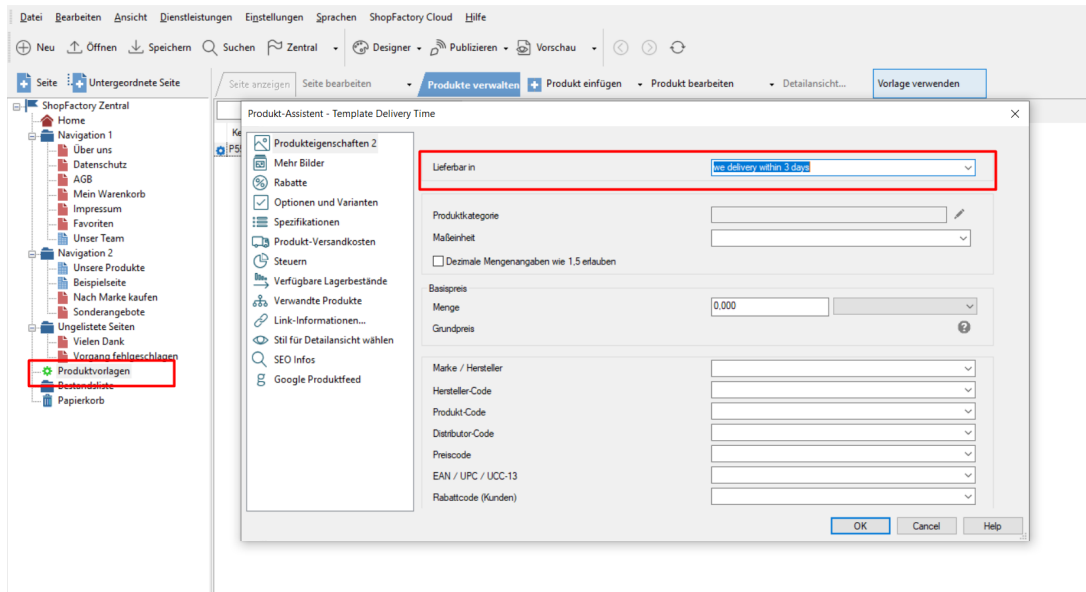 Datei Bearbeiten Ansicht Dienstleistungen Einstellungen Sprachen ShopFactory Cloud Hilfe
Neu Öffnen Speichern Suchen Zentral Designer Publizieren Vorschau
Seite Untergeordnete Seite Seite anzeigen Seite bearbeiten Produkte verwalten Produkt einfügen Produkt bearbeiten Detailansicht... Vorlage verwenden
ShopFactory Zentral
Home
Navigation 1
Über uns
Datenschutz
AGB
Mein Warenkorb
Impressum
Favoriten
Unser Team
Navigation 2
Unsere Produkte
Beispielseite
Nach Marke kaufen
Sonderangebote
Ungelistete Seiten
Vielen Dank
Vorgang fehlgeschlagen
Produktvorlagen
Bestandsliste
Papierkorb
Produkt-Assistent - Template Delivery Time
Produkteigenschaften 2
Mehr Bilder
Rabatte
Optionen und Varianten
Spezifikationen
Produkt-Versandkosten
Steuern
Verfügbare Lagerbestände
Verwandte Produkte
Link-Informationen...
Stil für Detailansicht wählen
SEO Infos
Google Produktfeed
Lieferbar in we delivery within 3 days
Produktkategorie
Maßeinheit
Dezimale Mengenangaben wie 1,5 erlauben
Basispreis
Menge 0,000
Grundpreis
Marke / Hersteller
Hersteller-Code
Produkt-Code
Distributor-Code
Preiscode
EAN / UPC / UCC-13
Rabattcode (Kunden)
OK Cancel Help